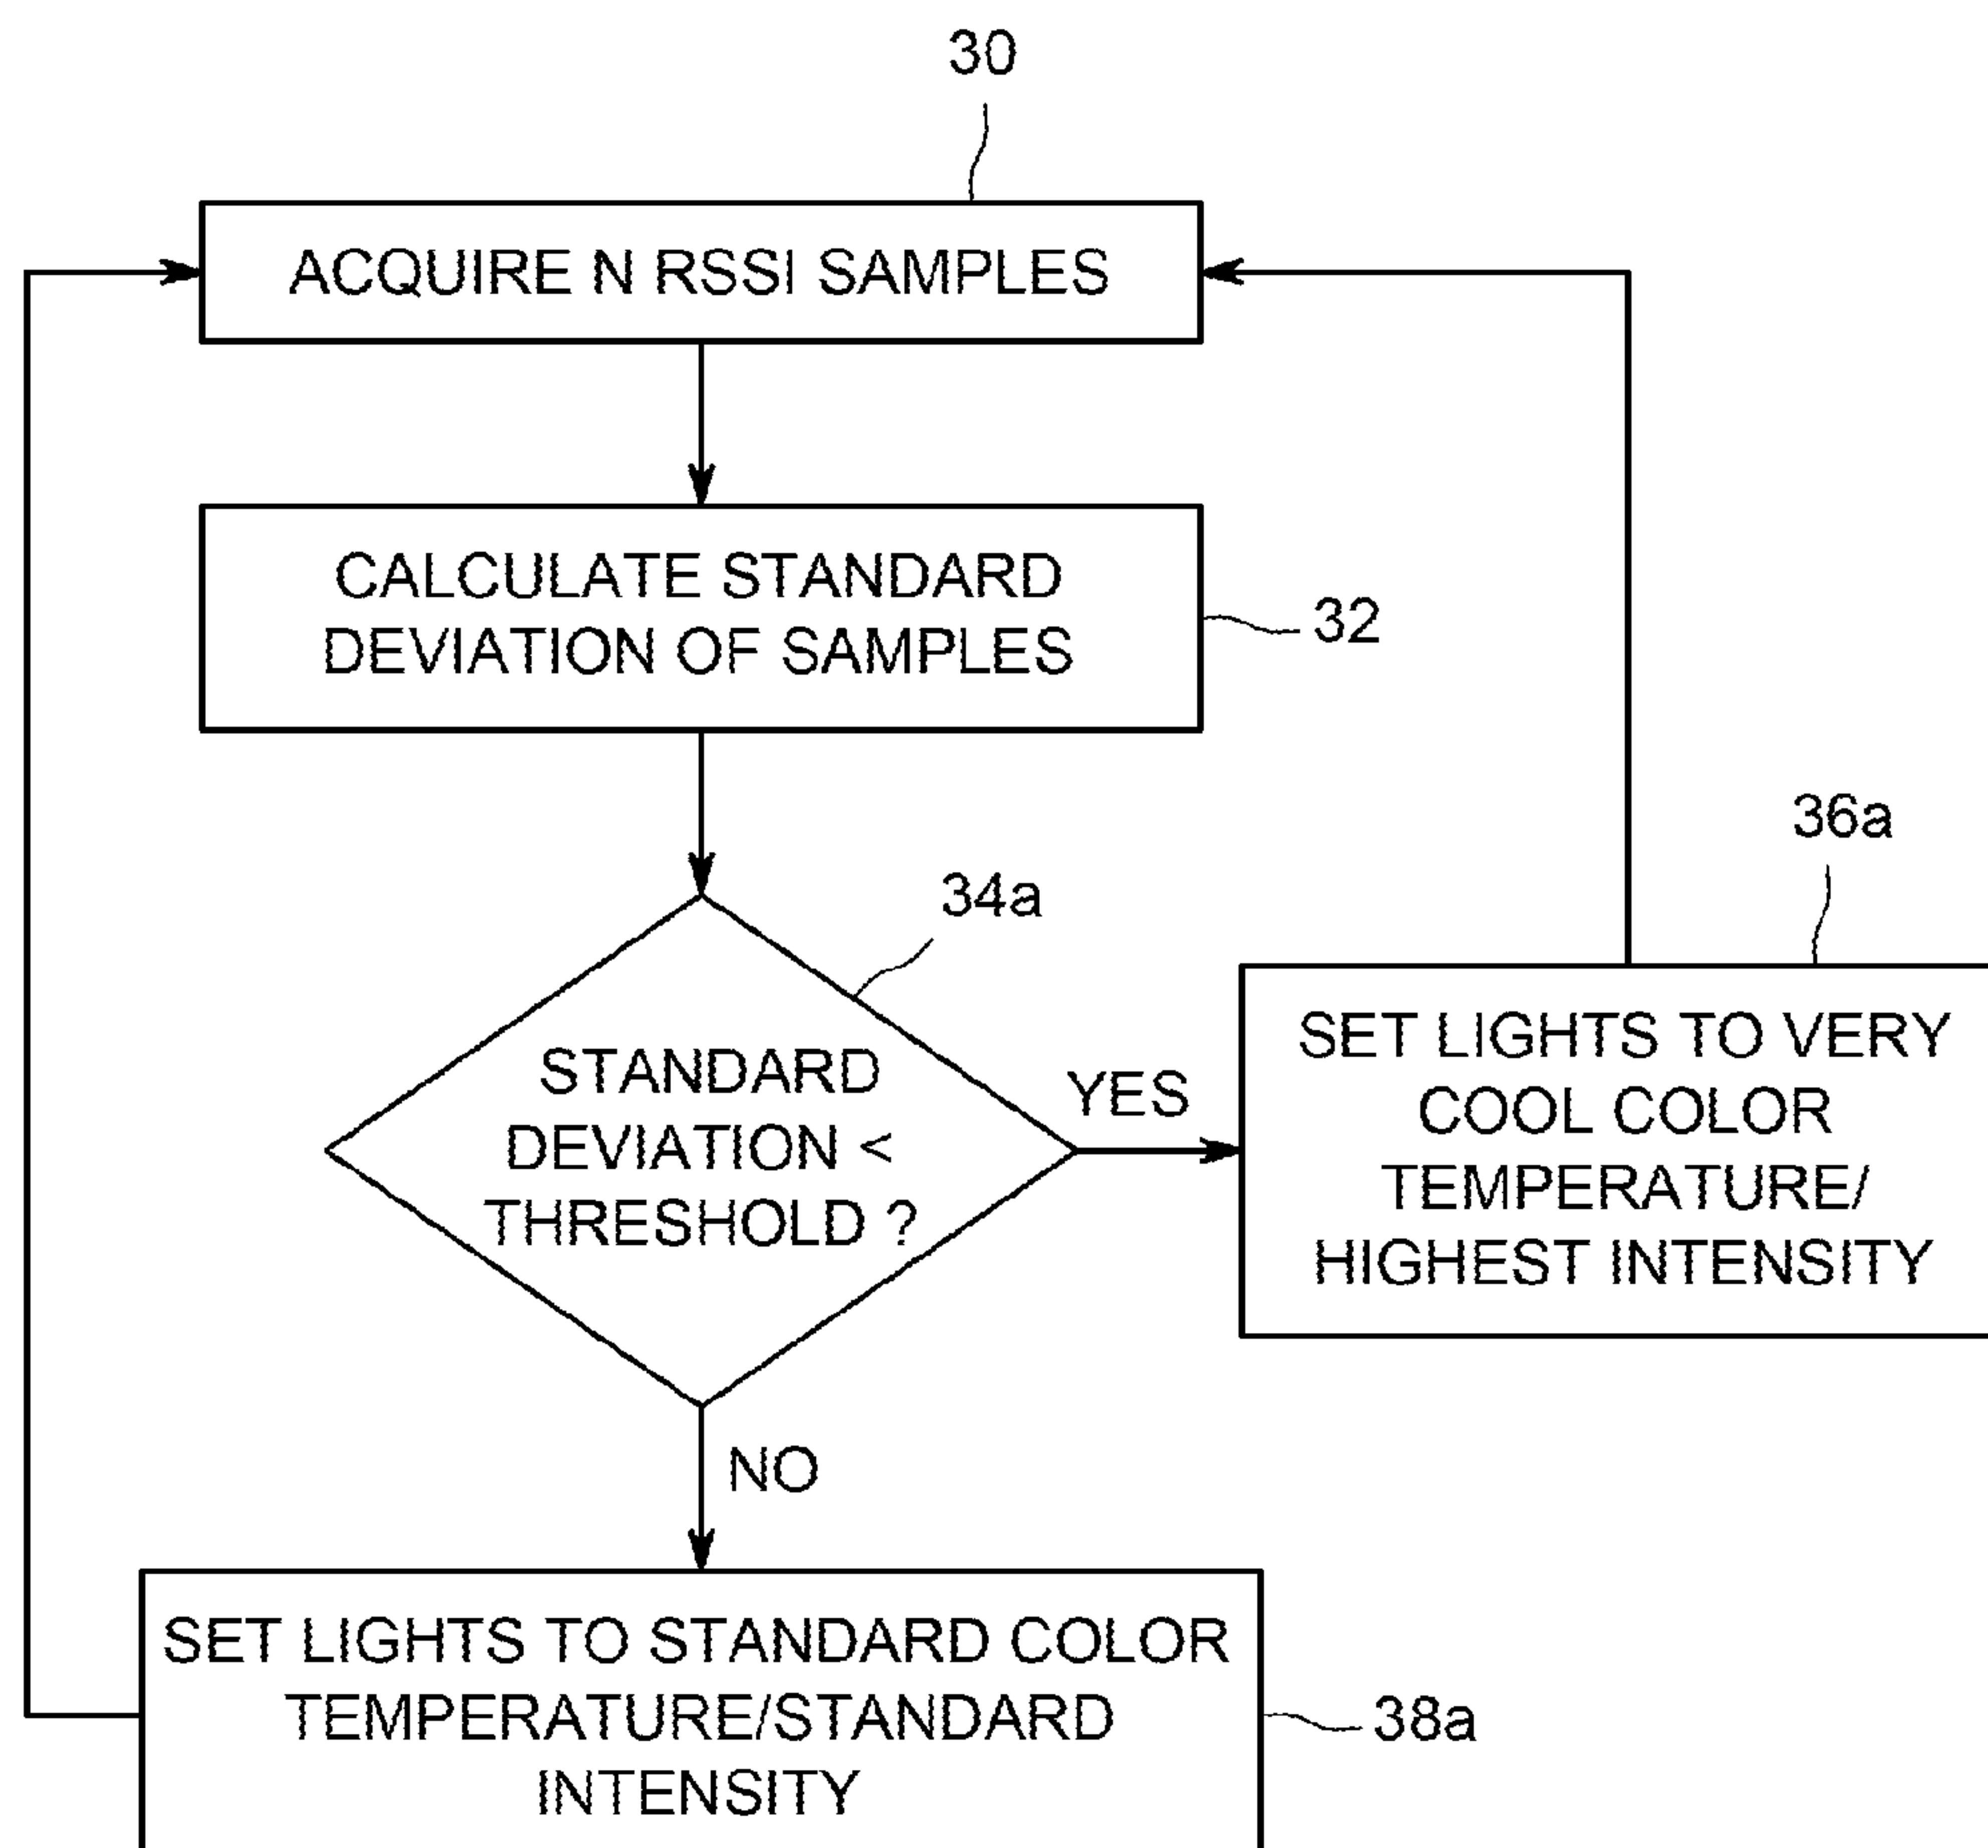 30
ACQUIRE N RSSI SAMPLES
CALCULATE STANDARD
DEVIATION OF SAMPLES
32
34a
STANDARD
DEVIATION <
THRESHOLD ?
YES
36a
SET LIGHTS TO VERY
COOL COLOR
TEMPERATURE/
HIGHEST INTENSITY
NO
SET LIGHTS TO STANDARD COLOR
TEMPERATURE/STANDARD
INTENSITY
38a